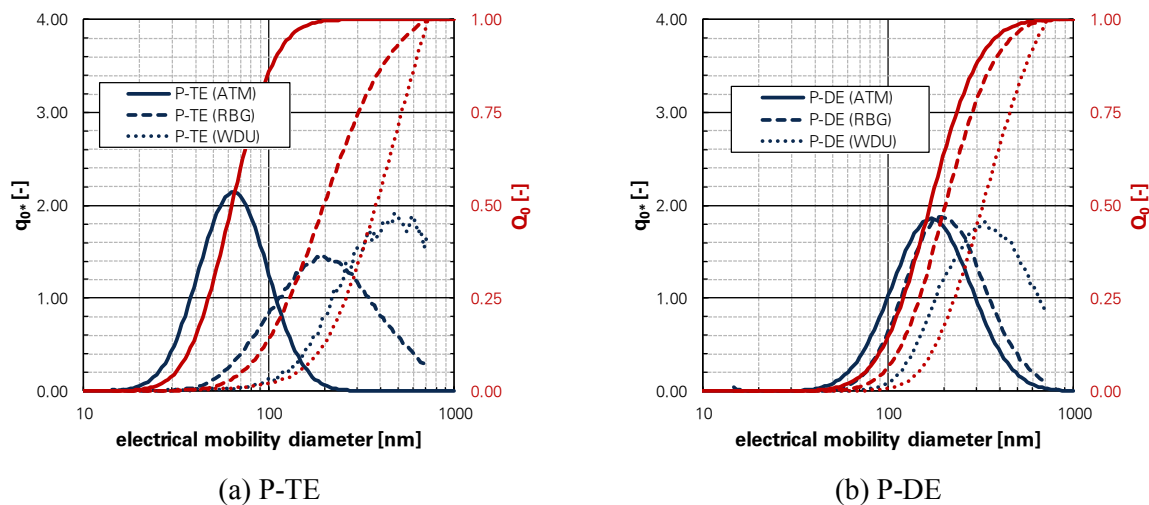 4.00
3.00
2.00
1.00
0.00
q0* [-]
P-TE (ATM)
P-TE (RBG)
P-TE (WDU)
1.00
0.75
0.50
0.25
0.00
Q0 [-]
10 100 1000
electrical mobility diameter [nm]
(a) P-TE
4.00
3.00
2.00
1.00
0.00
q0* [-]
P-DE (ATM)
P-DE (RBG)
P-DE (WDU)
1.00
0.75
0.50
0.25
0.00
Q0 [-]
10 100 1000
electrical mobility diameter [nm]
(b) P-DE